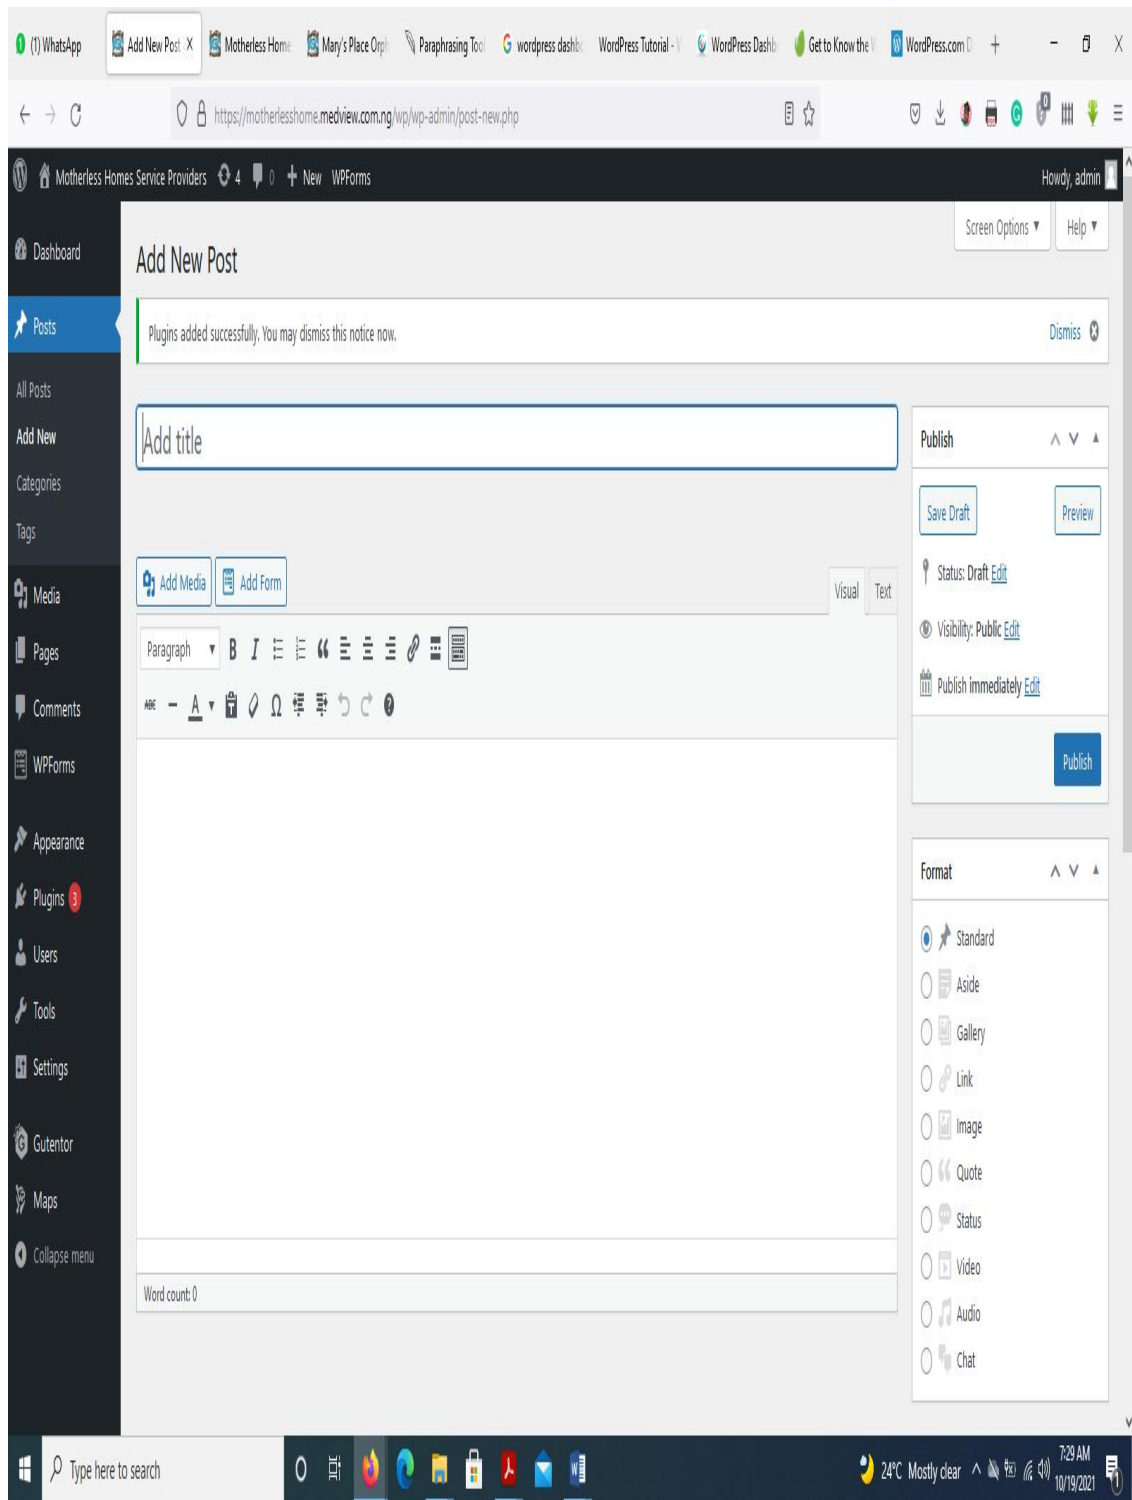 (1) WhatsApp
Add New Post
Motherless Home
Mary's Place Orp
Paraphrasing Tool
wordpress dashb
WordPress Tutorial - V
WordPress Dashb
Get to Know the
WordPress.com D
https://motherlesshome.medview.com.ng/wp/wp-admin/post-new.php
0
Motherless Homes Service Providers 4 0 New WPForms
Howdy, admin
Screen Options
Help
Dashboard
Posts
All Posts
Add New
Categories
Tags
Media
Pages
Comments
WPForms
Appearance
Plugins 3
Users
Tools
Settings
Gutentor
Maps
Collapse menu
Add New Post
Plugins added successfully. You may dismiss this notice now.
Dismiss
Add title
Add Media
Add Form
Visual
Text
Paragraph
B I
ABE A Ω
Word count: 0
Publish
Save Draft
Preview
Status: Draft Edit
Visibility: Public Edit
Publish immediately Edit
Publish
Format
Standard
Aside
Gallery
Link
Image
Quote
Status
Video
Audio
Chat
Type here to search
24°C Mostly clear
7:29 AM
10/19/2021
1